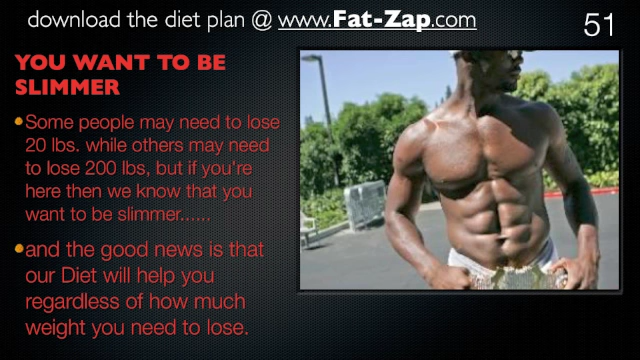 download the diet plan @ www.Fat-Zap.com
51
YOU WANT TO BE
SLIMMER
•Some people may need to lose
20 lbs. while others may need
to lose 200 lbs, but if you're
here then we know that you
want to be slimmer......
•and the good news is that
our Diet will help you
regardless of how much
weight you need to lose.